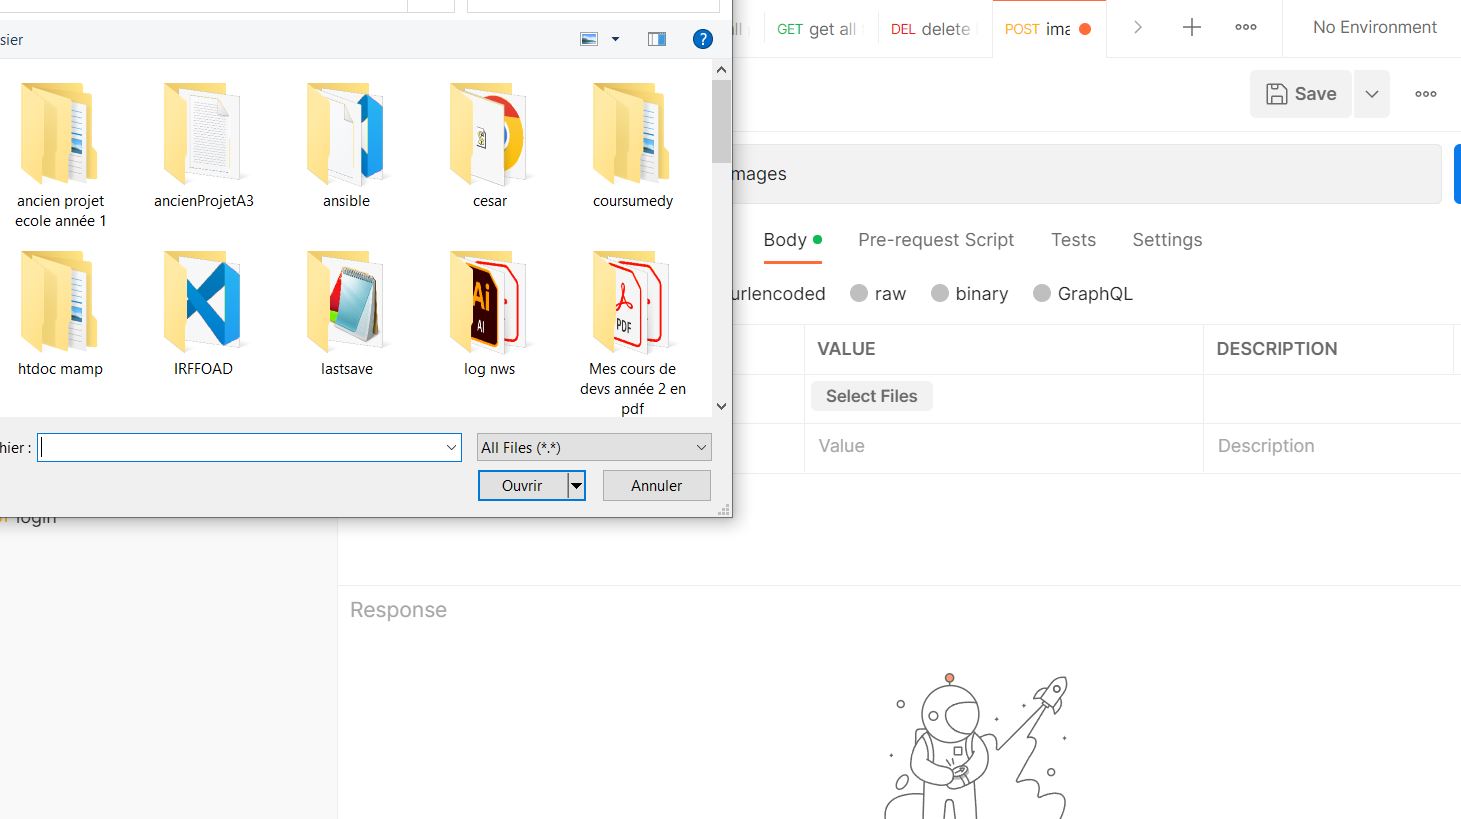 GET get all
DEL delete
POST ima
No Environment
sier
Save
mages
ancien projet
ecole année 1
ancienProjetA3
ansible
cesar
coursumedy
Body
Pre-request Script
Tests
Settings
urlencoded
raw
binary
GraphQL
Ai
AI
PDF
htdoc mamp
IRFFOAD
lastsave
log nws
Mes cours de
devs année 2 en
pdf
VALUE
DESCRIPTION
Select Files
hier :
All Files (*.*)
Value
Description
Ouvrir
Annuler
login
Response